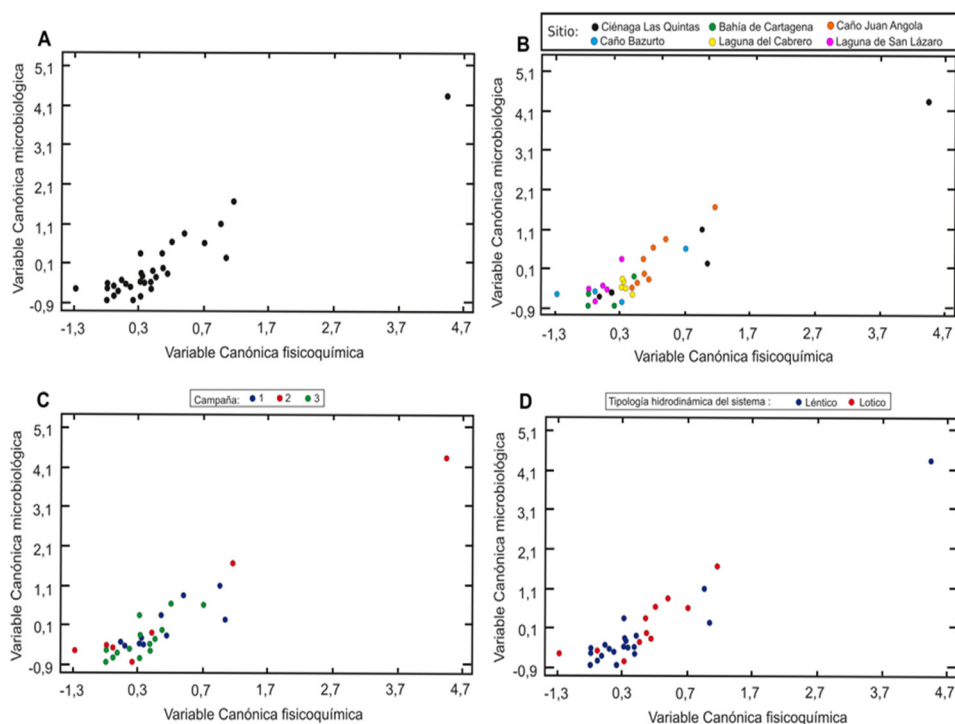 A
5,1
4,1
3,1
2,1
1,1
0,1
-0,9
Variable Canónica microbiológica
-1,3 0,3 0,7 1,7 2,7 3,7 4,7
Variable Canónica fisicoquímica
B
Sitio: Ciénaga Las Quintas Bahía de Cartagena Caño Juan Angola
Caño Bazurto Laguna del Cabrero Laguna de San Lázaro
5,1
4,1
3,1
2,1
1,1
0,1
-0,9
Variable Canónica microbiológica
-1,3 0,3 0,7 1,7 2,7 3,7 4,7
Variable Canónica fisicoquímica
C
Campaña: 1 2 3
5,1
4,1
3,1
2,1
1,1
0,1
-0,9
Variable Canónica microbiológica
-1,3 0,3 0,7 1,7 2,7 3,7 4,7
Variable Canónica fisicoquímica
D
Tipología hidrodinámica del sistema : Léntico Lotico
5,1
4,1
3,1
2,1
1,1
0,1
-0,9
Variable Canónica microbiológica
-1,3 0,3 0,7 1,7 2,7 3,7 4,7
Variable Canónica fisicoquímica